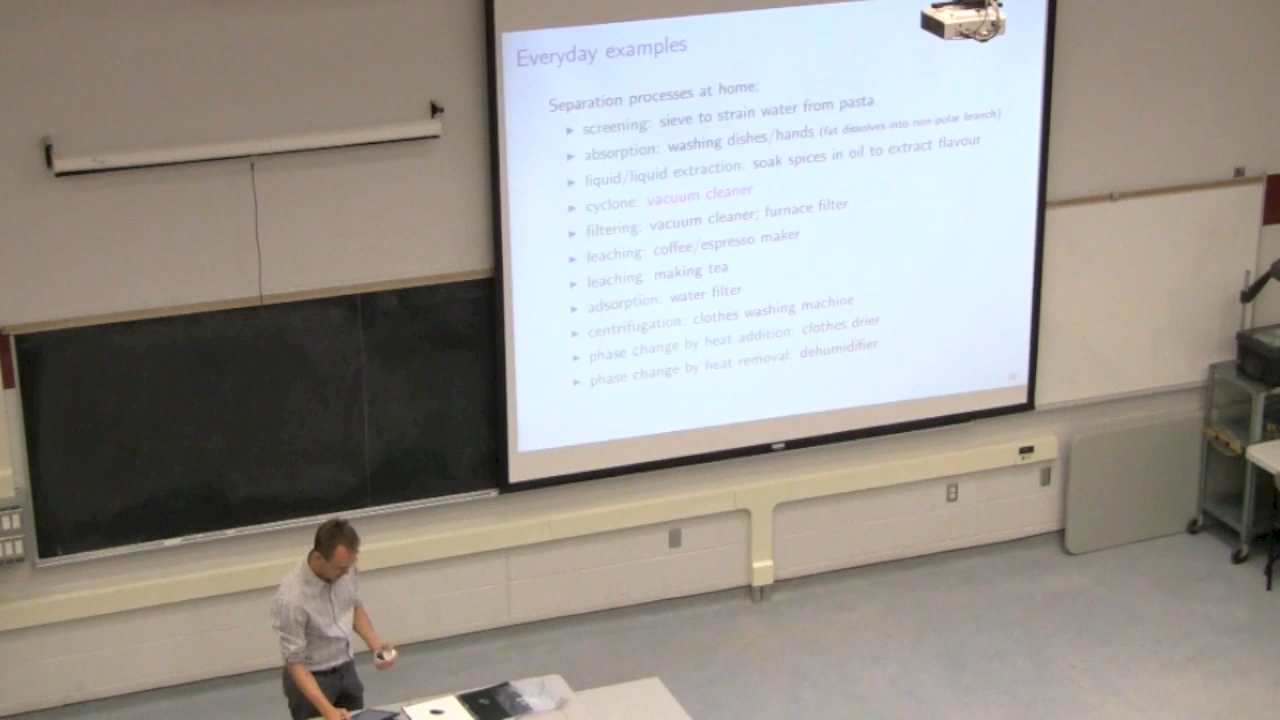 Everyday examples
Separation processes at home:
► screening: sieve to strain water from pasta
► absorption: washing dishes/hands (fat dissolves into non-polar branch)
► liquid/liquid extraction: soak spices in oil to extract flavour
► cyclone: vacuum cleaner
► filtering: vacuum cleaner; furnace filter
► leaching: coffee/espresso maker
► leaching: making tea
► adsorption: water filter
► centrifugation: clothes washing machine
► phase change by heat addition: clothes drier
► phase change by heat removal: dehumidifier